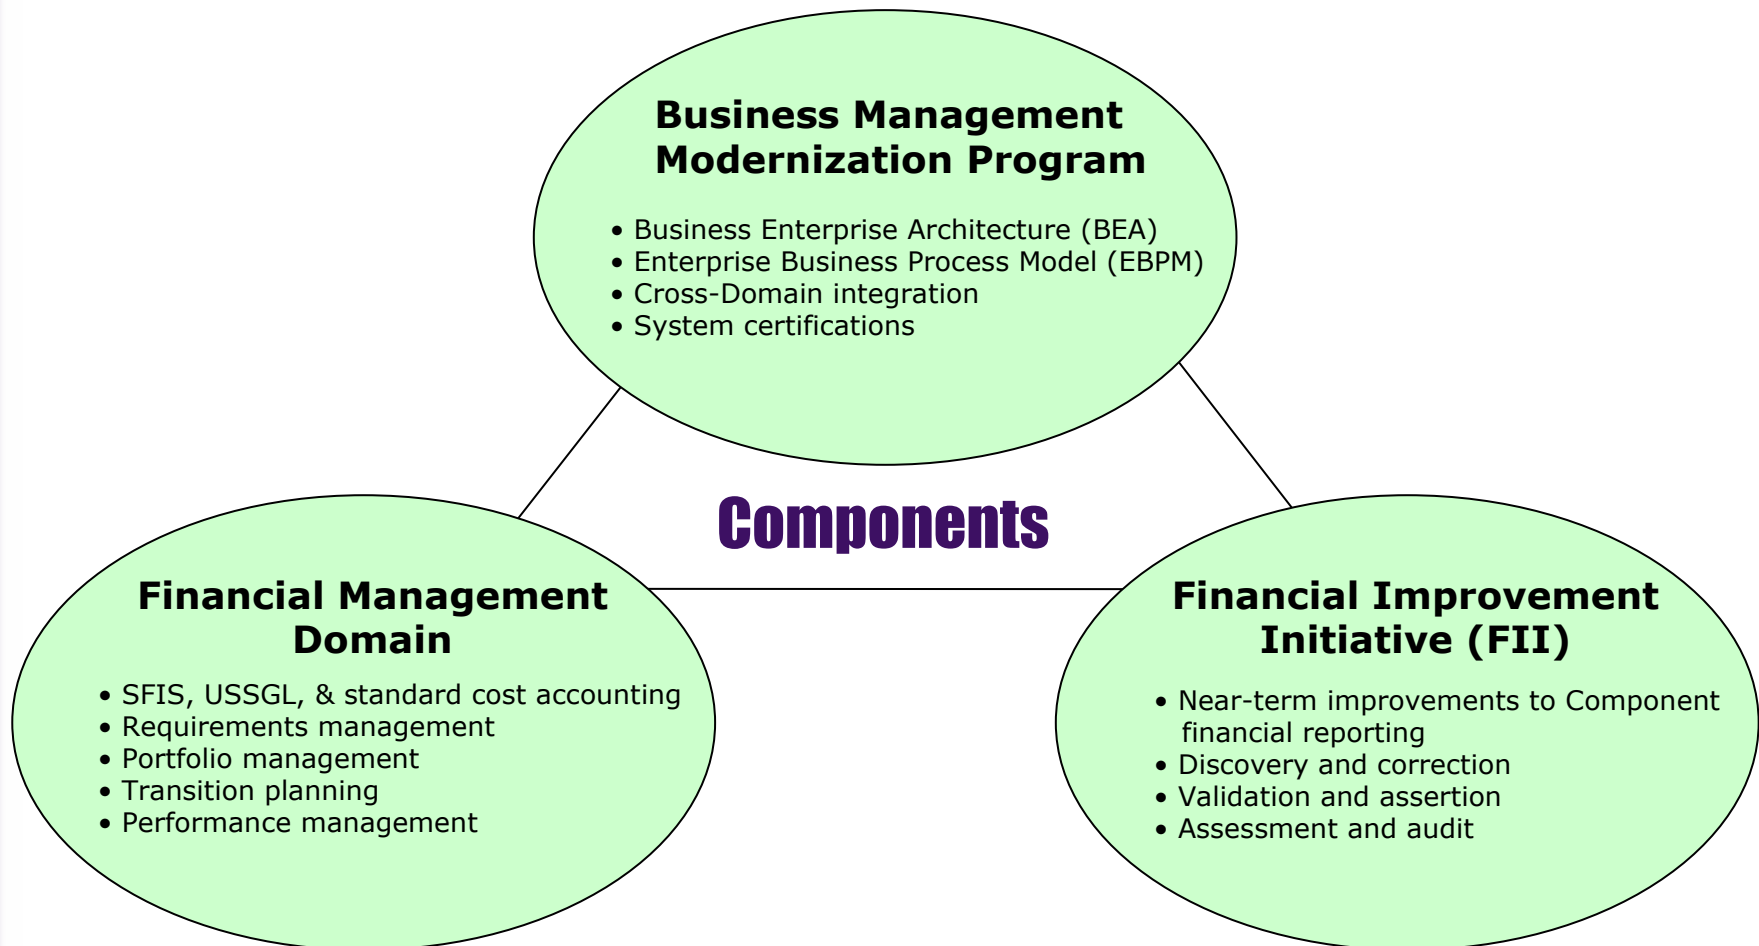 Business Management
Modernization Program
• Business Enterprise Architecture (BEA)
• Enterprise Business Process Model (EBPM)
• Cross-Domain integration
• System certifications
Components
Financial Management
Domain
• SFIS, USSGL, & standard cost accounting
• Requirements management
• Portfolio management
• Transition planning
• Performance management
Financial Improvement
Initiative (FII)
• Near-term improvements to Component
financial reporting
• Discovery and correction
• Validation and assertion
• Assessment and audit